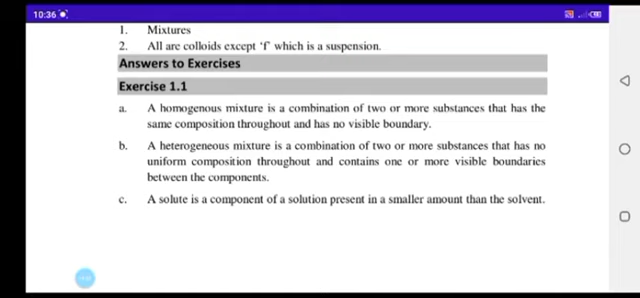 10:36
1. Mixtures
2. All are colloids except 'f' which is a suspension.
Answers to Exercises
Exercise 1.1
a. A homogenous mixture is a combination of two or more substances that has the
same composition throughout and has no visible boundary.
b. A heterogeneous mixture is a combination of two or more substances that has no
uniform composition throughout and contains one or more visible boundaries
between the components.
c. A solute is a component of a solution present in a smaller amount than the solvent.